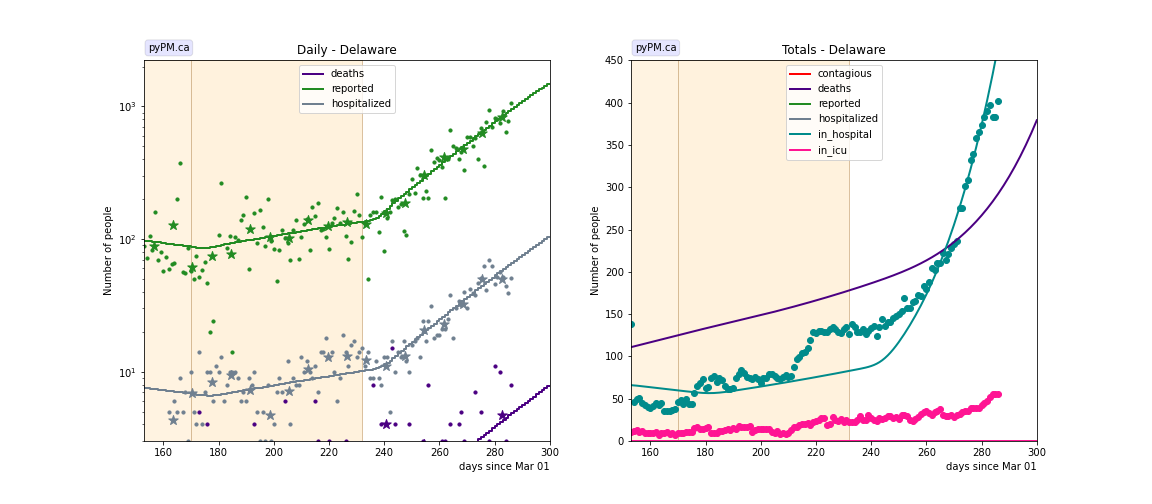 pyPM.ca
Daily - Delaware
deaths
reported
hospitalized
10³
10²
10¹
Number of people
160
180
200
220
240
260
280
300
days since Mar 01
pyPM.ca
Totals - Delaware
contagious
deaths
reported
hospitalized
in_hospital
in_icu
450
400
350
300
250
200
150
100
50
0
Number of people
160
180
200
220
240
260
280
300
days since Mar 01